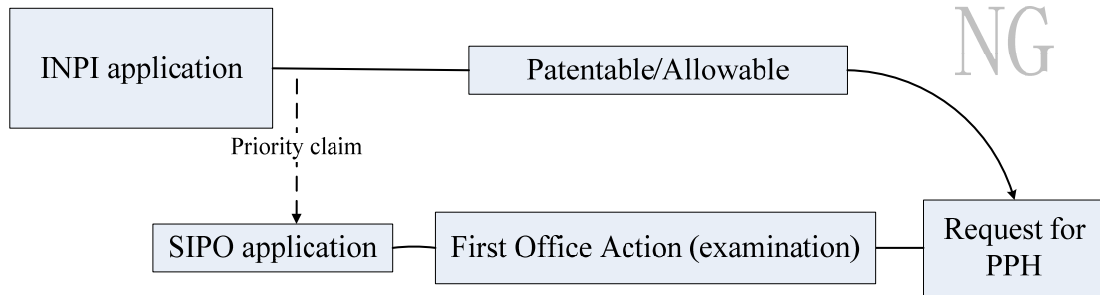 NG
INPI application
Patentable/Allowable
Priority claim
SIPO application
First Office Action (examination)
Request for
PPH